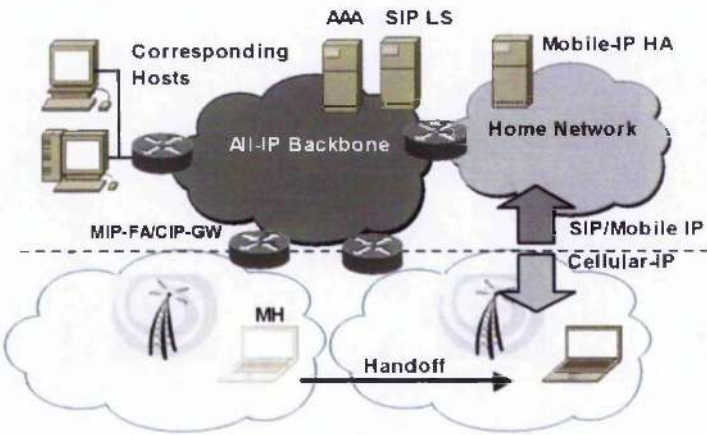 AAA SIP LS
Corresponding
Hosts
Mobile-IP HA
All-IP Backbone
Home Network
MIP-FA/CIP-GW
SIP/Mobile IP
Cellular-IP
MH
Handoff